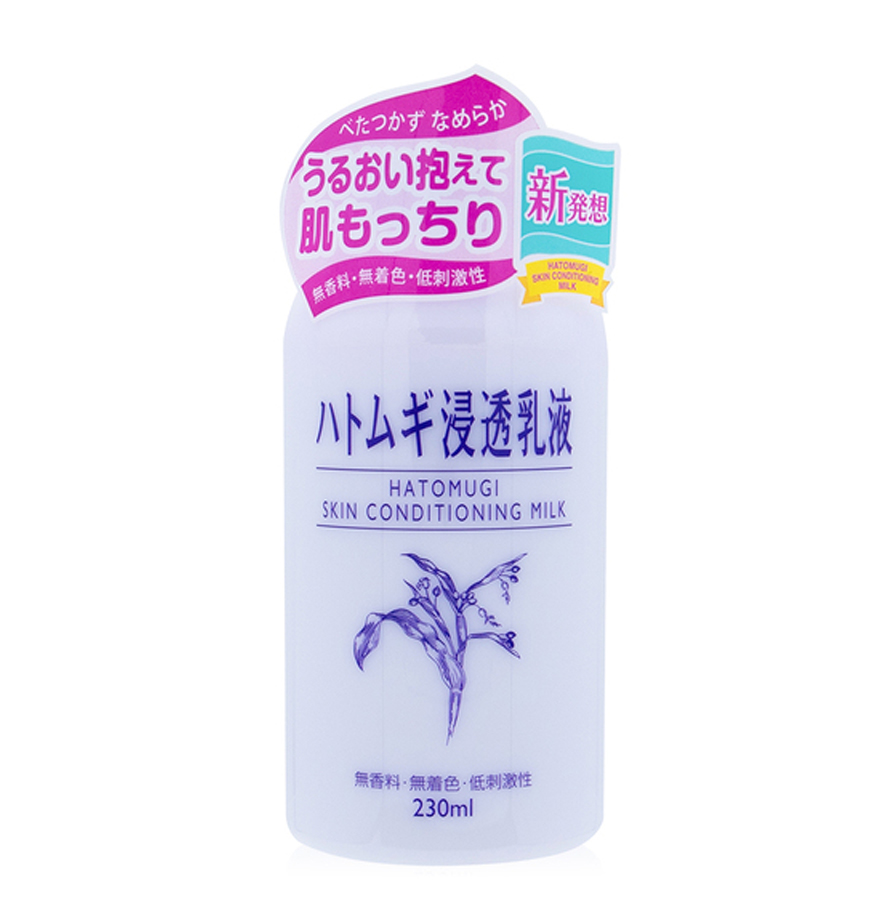 べたつかず なめらか
うるおい抱えて
肌もっちり
無香料・無着色・低刺激性
新発想
HATOMUGI
SKIN CONDITIONING
MILK
ハトムギ浸透乳液
HATOMUGI
SKIN CONDITIONING MILK
無香料・無着色・低刺激性
230ml